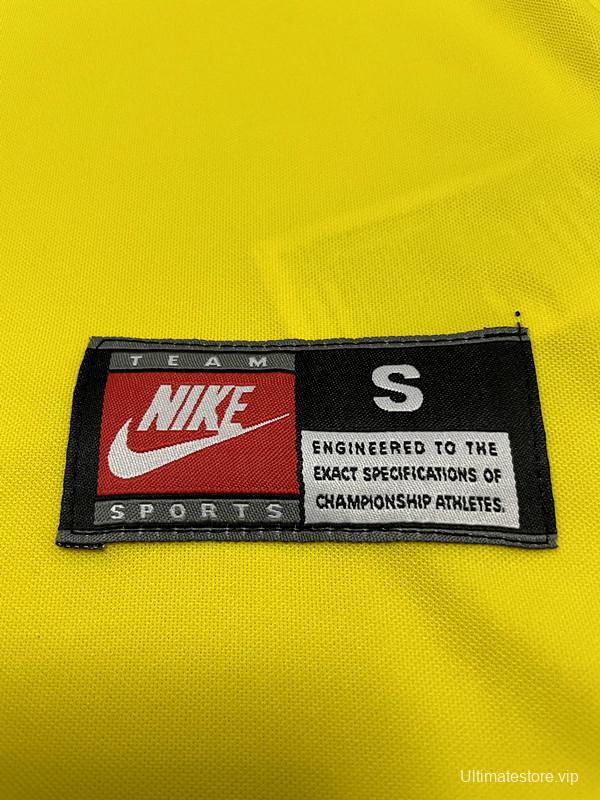 TEAM
NIKE
SPORTS
S
ENGINEERED TO THE
EXACT SPECIFICATIONS OF
CHAMPIONSHIP ATHLETES.
Ultimatestore.vip